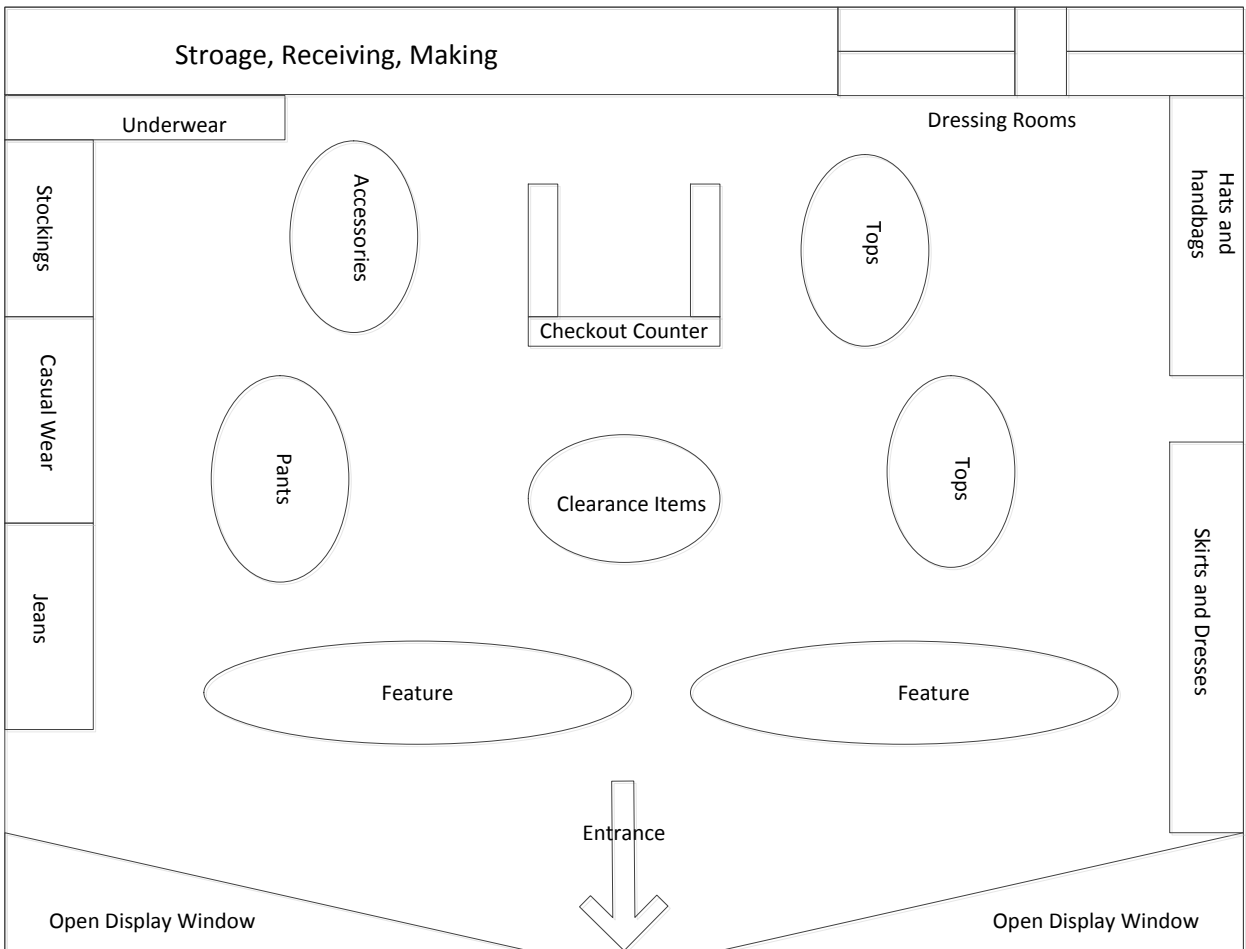 Stroage, Receiving, Making
Underwear
Dressing Rooms
Stockings
Accessories
Tops
Hats and
handbags
Checkout Counter
Casual Wear
Pants
Clearance Items
Tops
Jeans
Skirts and Dresses
Feature
Feature
Entrance
Open Display Window
Open Display Window